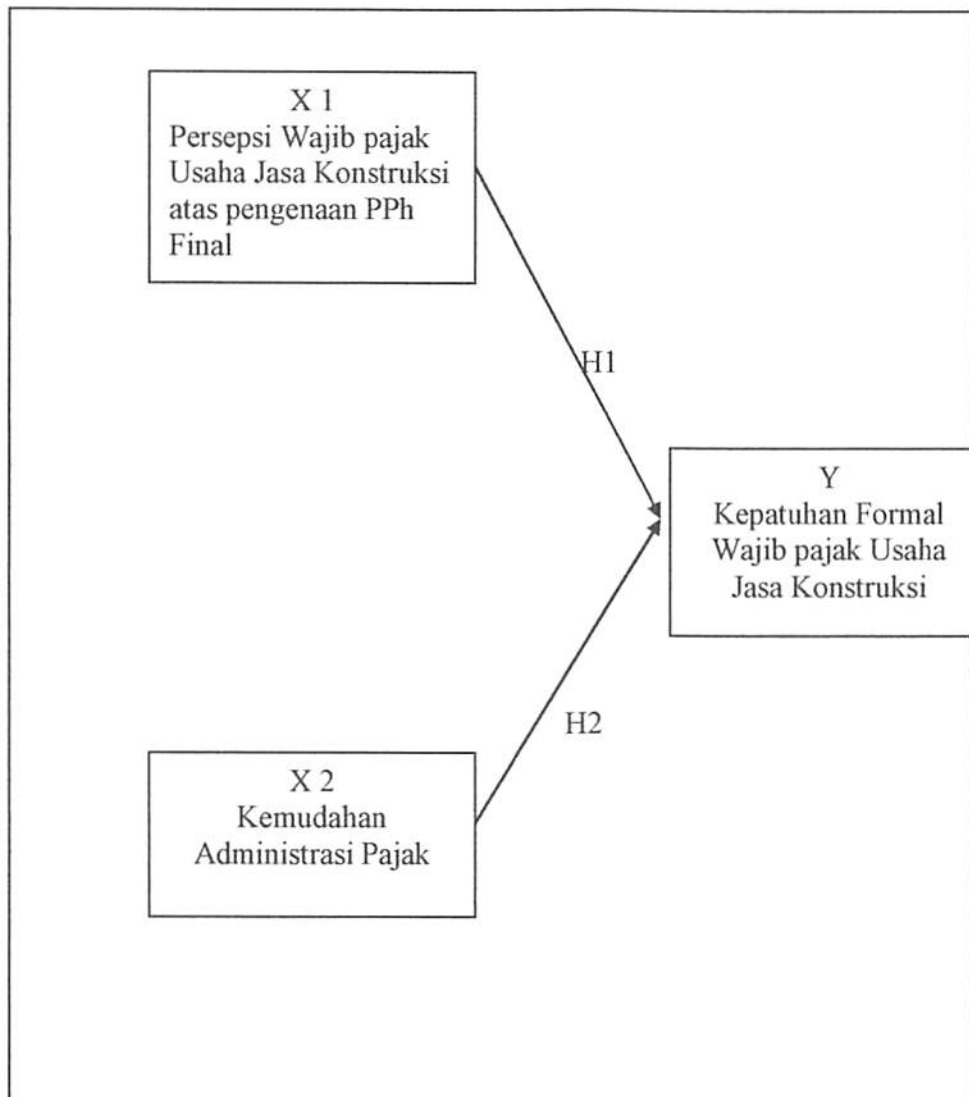 X 1
Persepsi Wajib pajak
Usaha Jasa Konstruksi
atas pengenaan PPh
Final
H1
Y
Kepatuhan Formal
Wajib pajak Usaha
Jasa Konstruksi
H2
X 2
Kemudahan
Administrasi Pajak